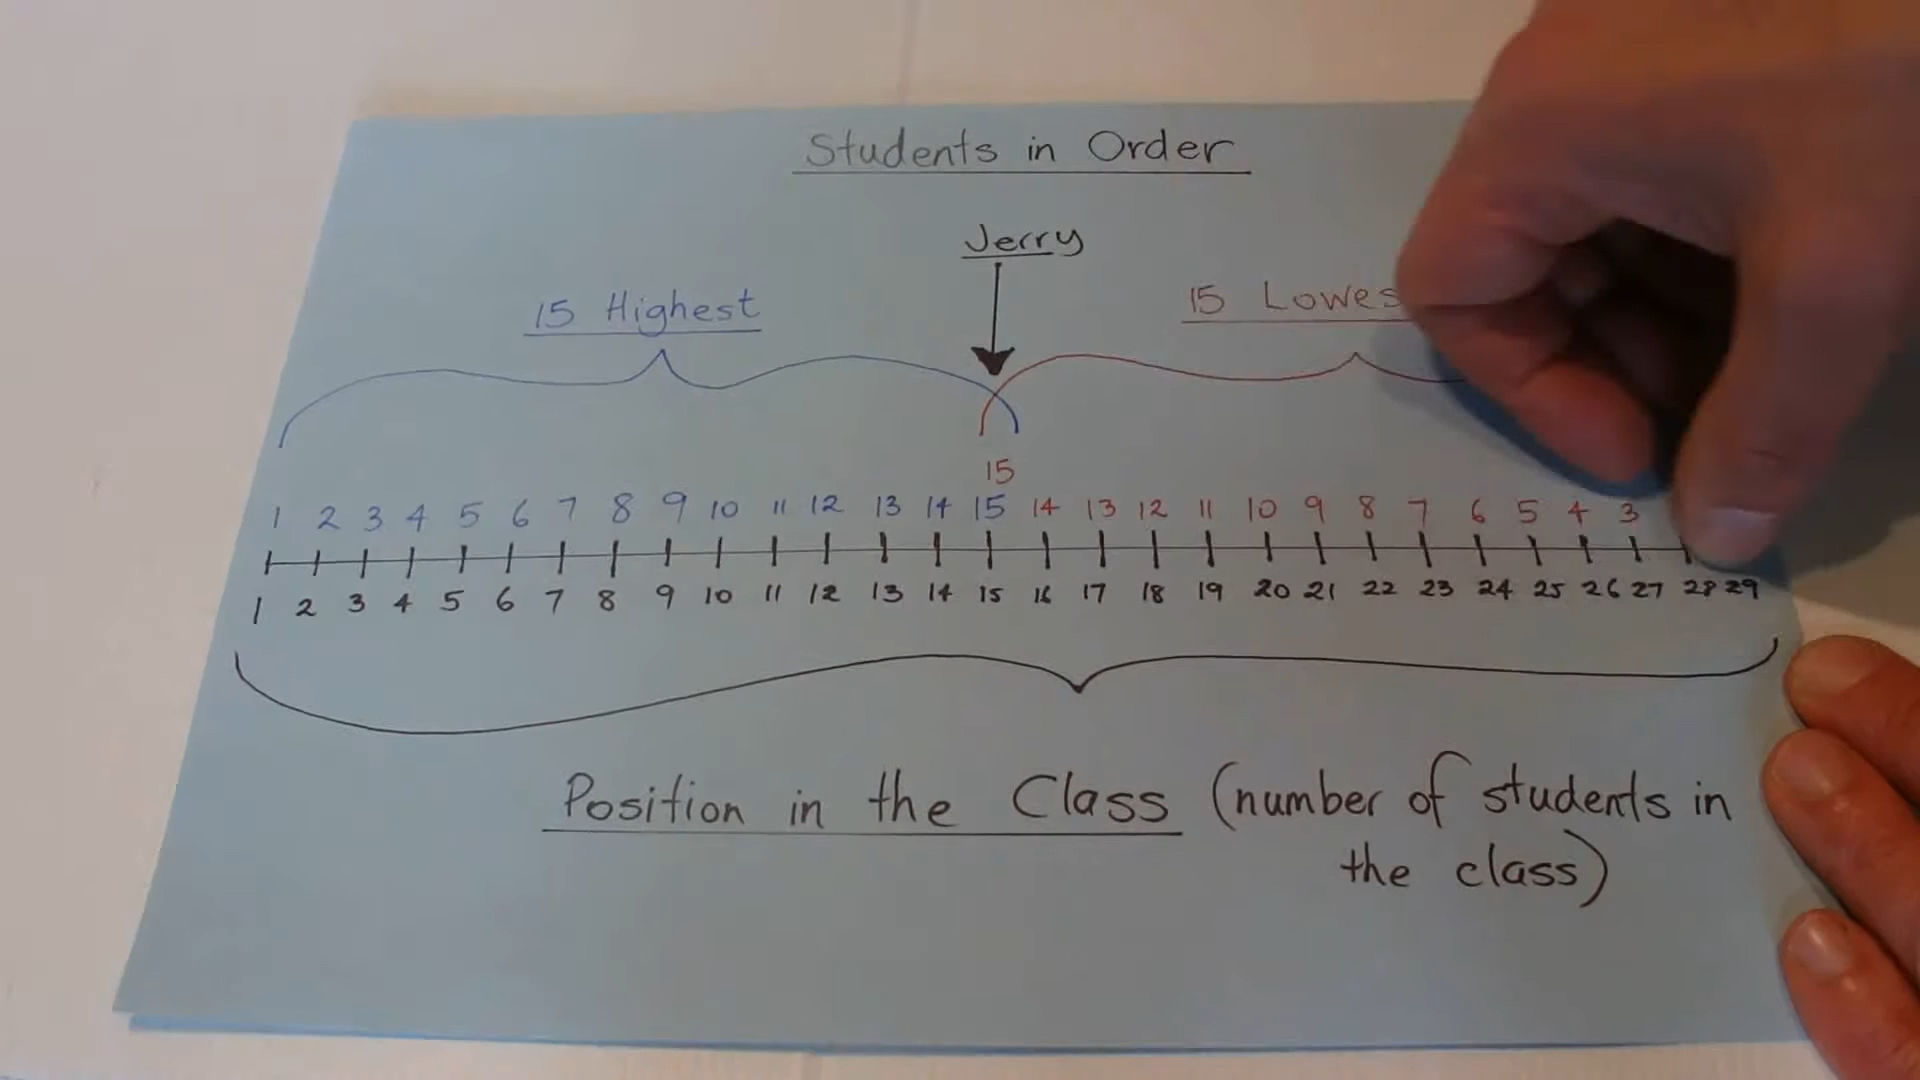 Students in Order
Jerry
15 Highest
15 Lowes
15
1 2 3 4 5 6 7 8 9 10 11 12 13 14 15 14 13 12 11 10 9 8 7 6 5 4 3
1 2 3 4 5 6 7 8 9 10 11 12 13 14 15 16 17 18 19 20 21 22 23 24 25 26 27 28 29
Position in the Class (number of students in
the class)